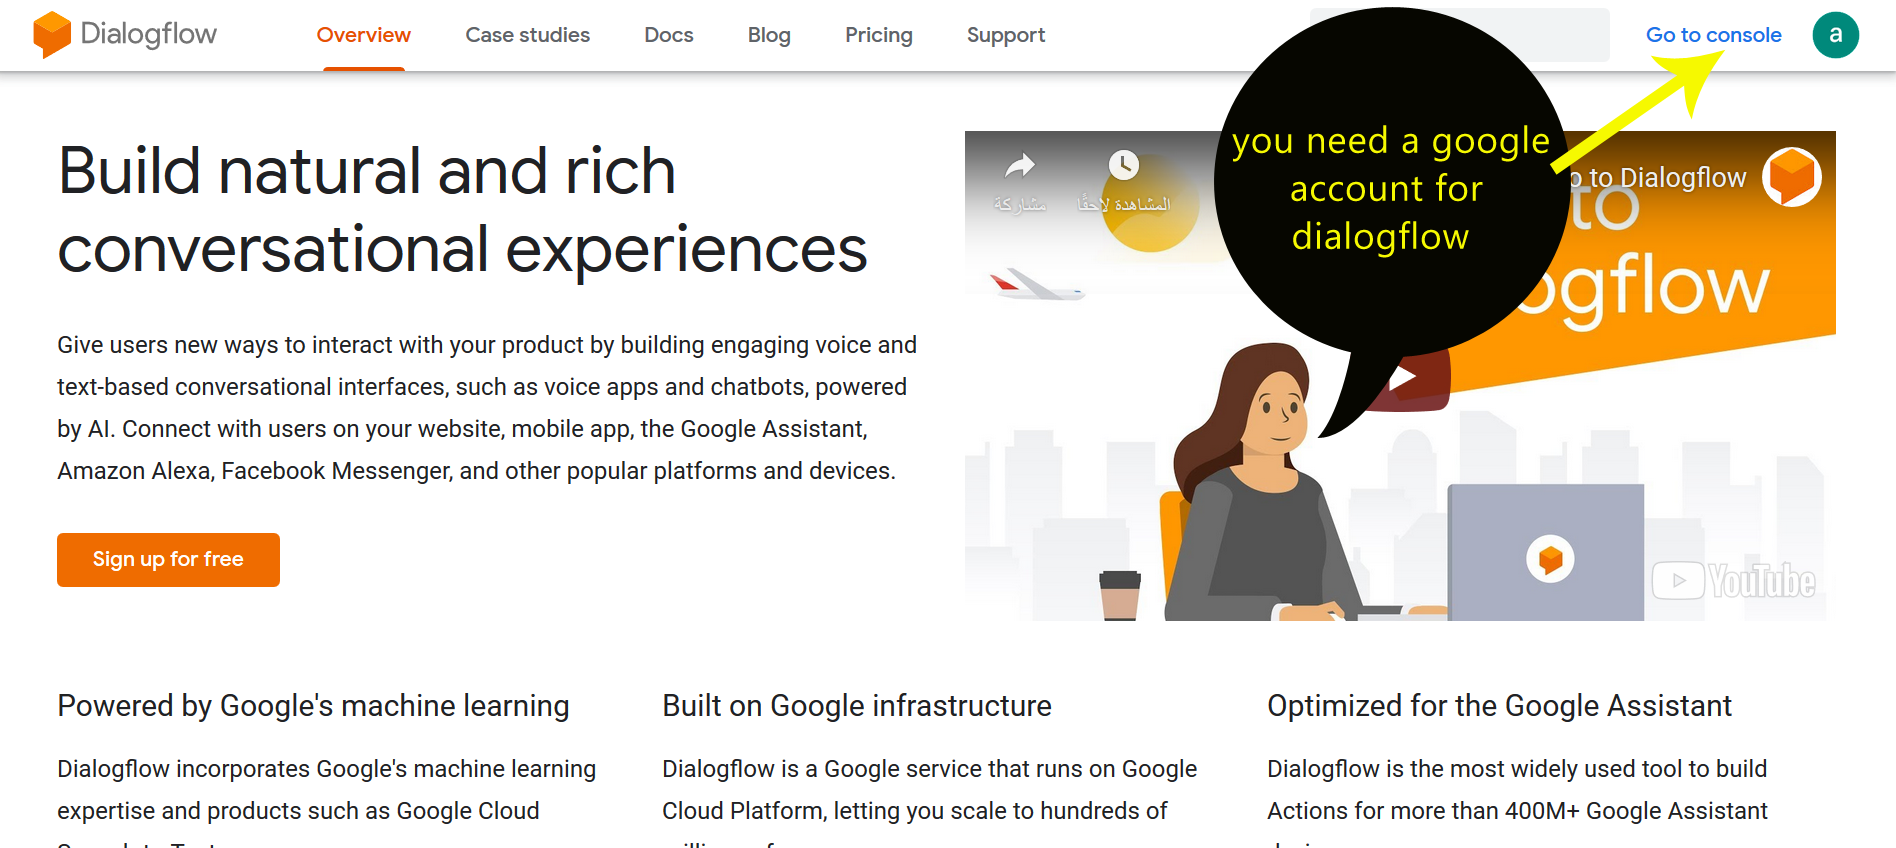 Dialogflow
Overview
Case studies
Docs
Blog
Pricing
Support
Go to console
a
Build natural and rich
conversational experiences
Give users new ways to interact with your product by building engaging voice and
text-based conversational interfaces, such as voice apps and chatbots, powered
by AI. Connect with users on your website, mobile app, the Google Assistant,
Amazon Alexa, Facebook Messenger, and other popular platforms and devices.
Sign up for free
مشاركة
المشاهدة لاحقًا
you need a google
account for
dialogflow
o to Dialogflow
to
ogflow
YouTube
Powered by Google's machine learning
Dialogflow incorporates Google's machine learning
expertise and products such as Google Cloud
Built on Google infrastructure
Dialogflow is a Google service that runs on Google
Cloud Platform, letting you scale to hundreds of
Optimized for the Google Assistant
Dialogflow is the most widely used tool to build
Actions for more than 400M+ Google Assistant